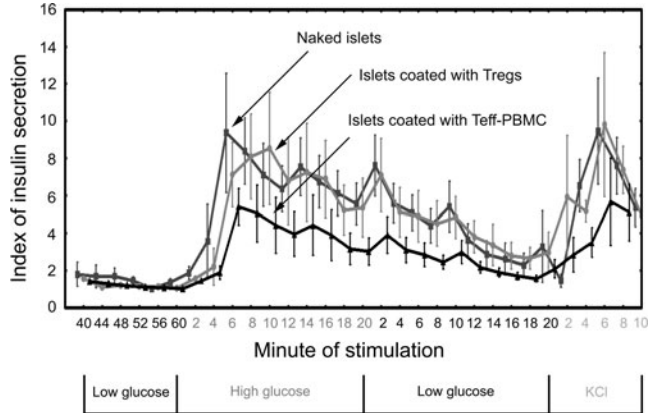 16
14
12
10
8
6
4
2
0
Index of insulin secretion
Naked islets
Islets coated with Tregs
Islets coated with Teff-PBMC
40 44 48 52 56 60 2 4 6 8 10 12 14 16 18 20 2 4 6 8 10 12 14 16 18 20 2 4 6 8 10
Minute of stimulation
Low glucose High glucose Low glucose KCl